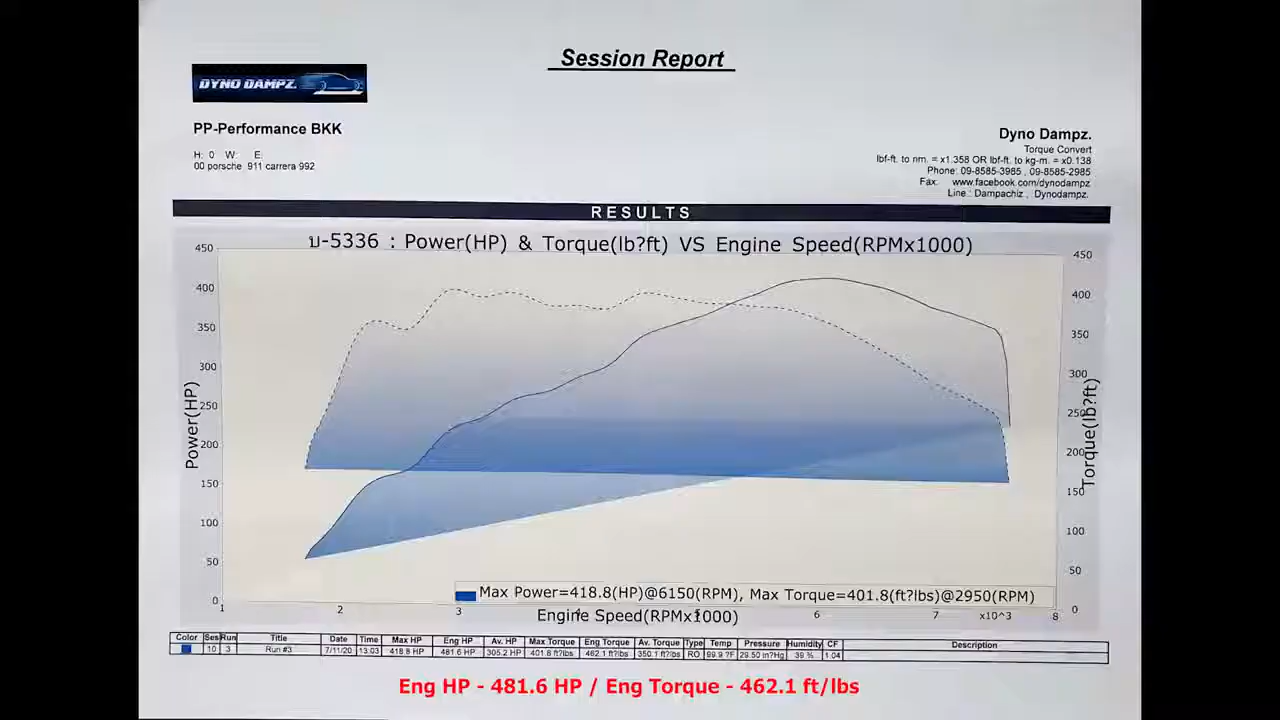 Session Report
DYNO DAMPZ.
PP-Performance BKK
H: 0 W: E:
00 porsche 911 carrera 992
Dyno Dampz.
Torque Convert
lbf-ft. to nm. = x1.358 OR lbf-ft. to kg-m. = x0.138
Phone: 09-8585-3985 , 09-8585-2985
Fax: www.facebook.com/dynodampz
Line : Dampachiz , Dynodampz.
RESULTS
บ-5336 : Power(HP) & Torque(lb?ft) VS Engine Speed(RPMx1000)
450
400
350
300
250
200
150
100
50
0
Power(HP)
450
400
350
300
250
200
150
100
50
0
Torque(lb?ft)
Max Power=418.8(HP)@6150(RPM), Max Torque=401.8(ft?lbs)@2950(RPM)
1 2 3 4 5 6 x10^3 8
Engine Speed(RPMx1000)
Color Ses Run Title Date Time Max HP Eng HP Av. HP Max Torque Eng Torque Av. Torque Type Temp Pressure Humidity CF Description
10 3 Run #3 7/11/20 13:03 418.8 HP 481.6 HP 305.2 HP 401.8 ft?lbs 462.1 ft?lbs 350.1 ft?lbs RO 99.9 ?F 29.50 in?Hg 39 % 1.04
Eng HP - 481.6 HP / Eng Torque - 462.1 ft/lbs